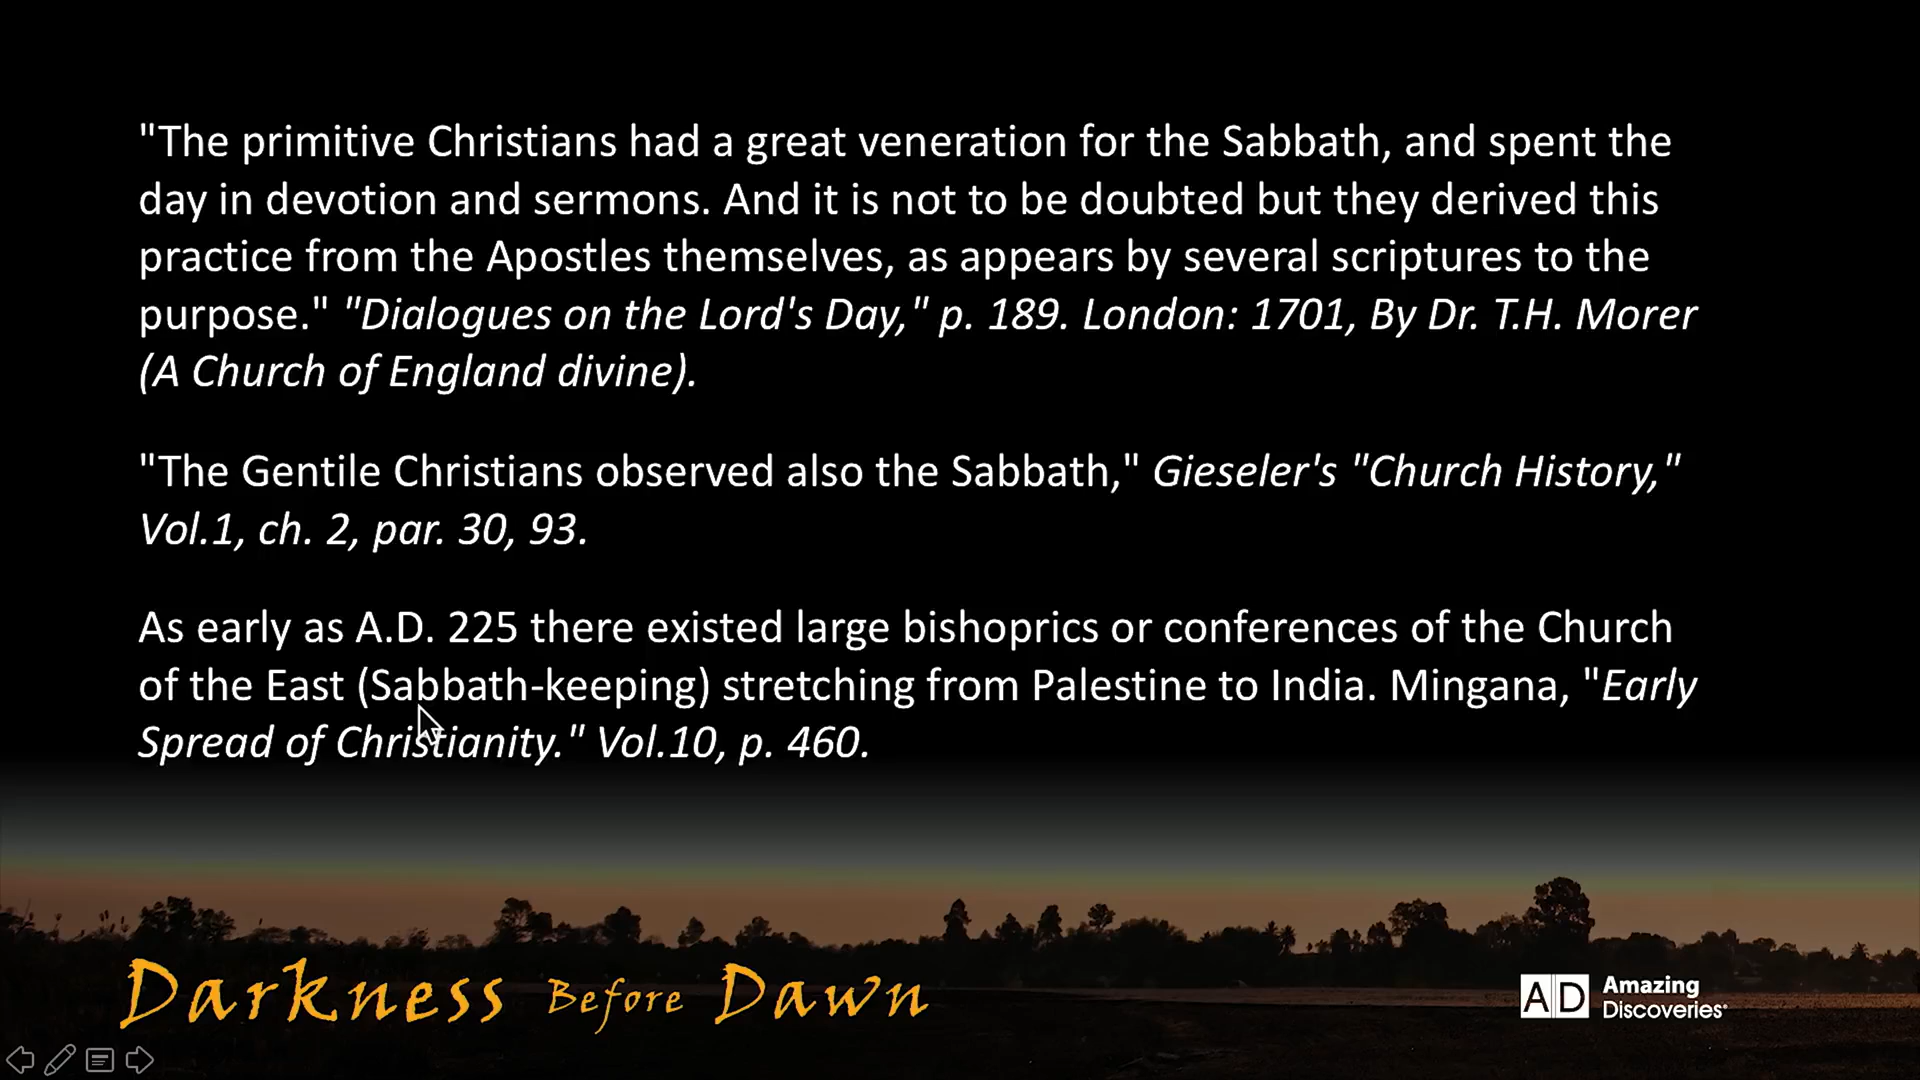 "The primitive Christians had a great veneration for the Sabbath, and spent the
day in devotion and sermons. And it is not to be doubted but they derived this
practice from the Apostles themselves, as appears by several scriptures to the
purpose." "Dialogues on the Lord's Day," p. 189. London: 1701, By Dr. T.H. Morer
(A Church of England divine).
"The Gentile Christians observed also the Sabbath," Gieseler's "Church History,"
Vol.1, ch. 2, par. 30, 93.
As early as A.D. 225 there existed large bishoprics or conferences of the Church
of the East (Sabbath-keeping) stretching from Palestine to India. Mingana, "Early
Spread of Christianity." Vol.10, p. 460.
Darkness Before Dawn
AD Amazing
Discoveries